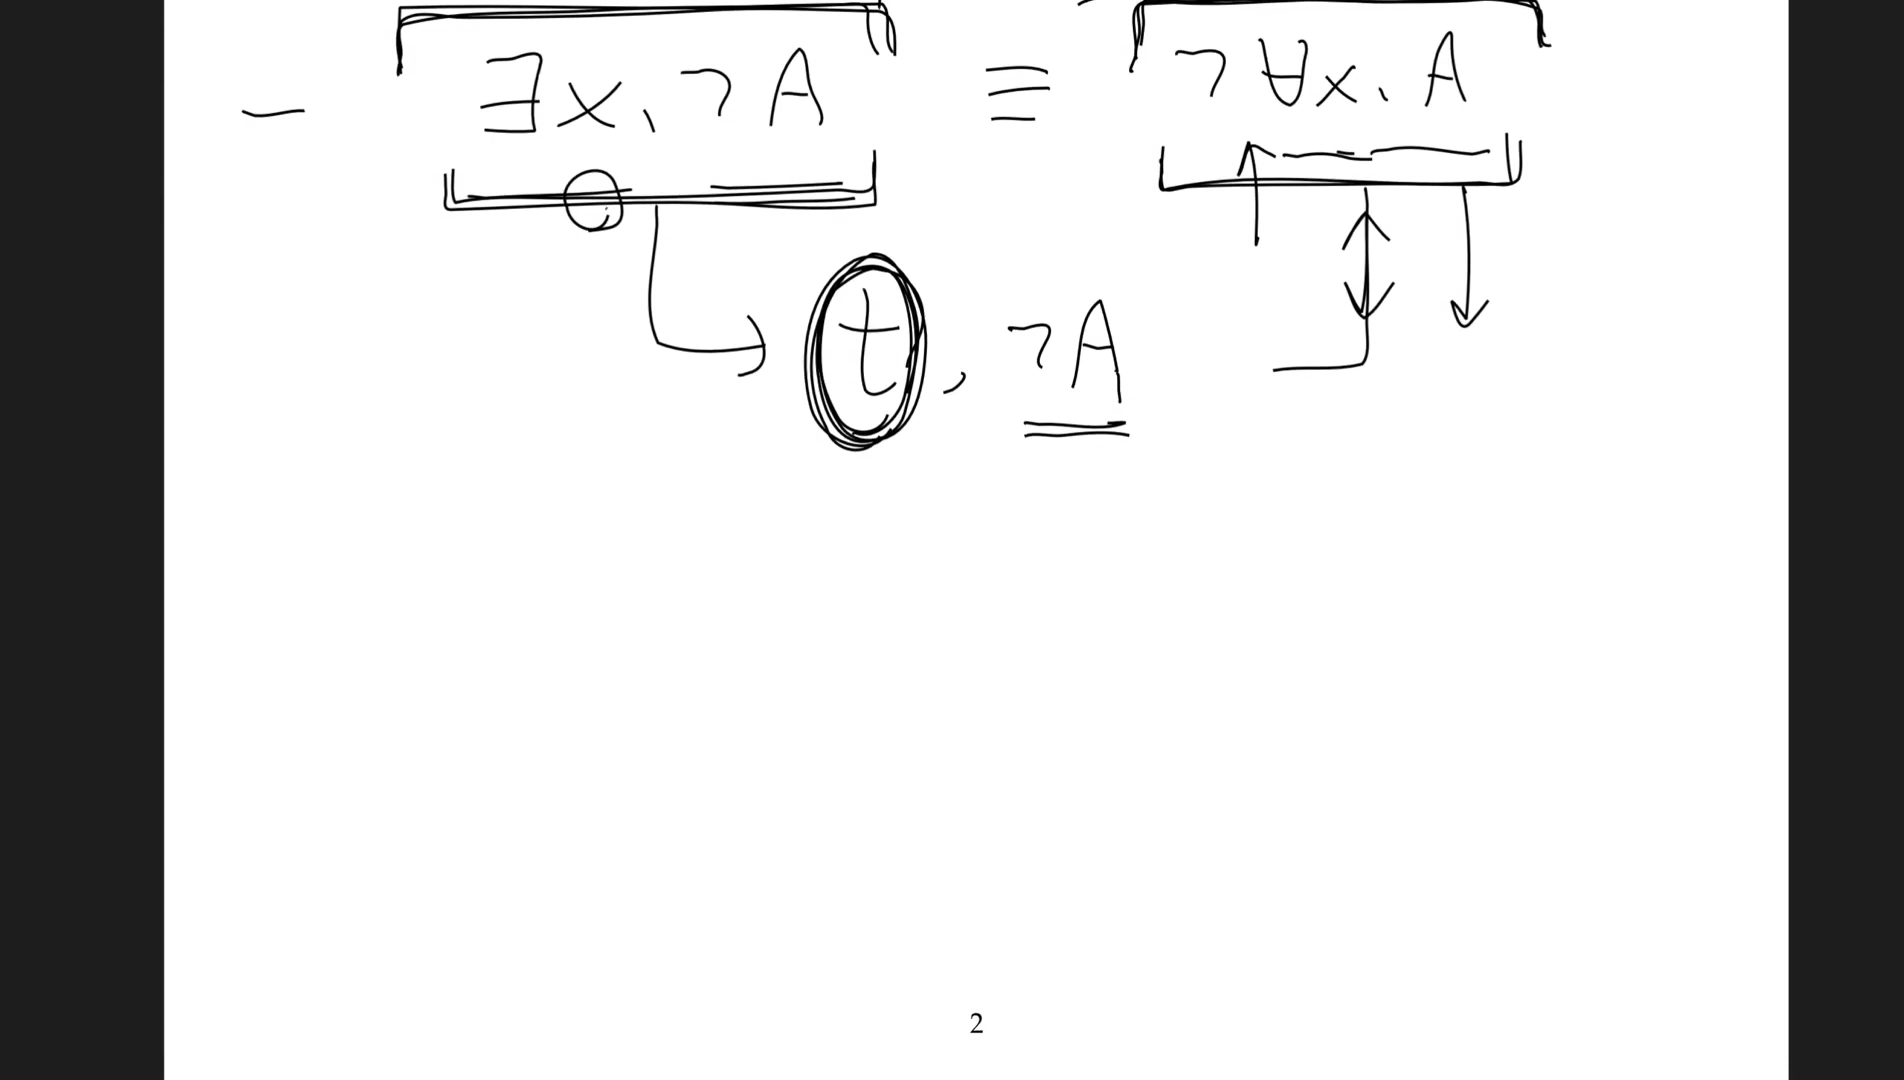 – ∃x. ¬A ≡ ¬∀x. A
t, ¬A
2